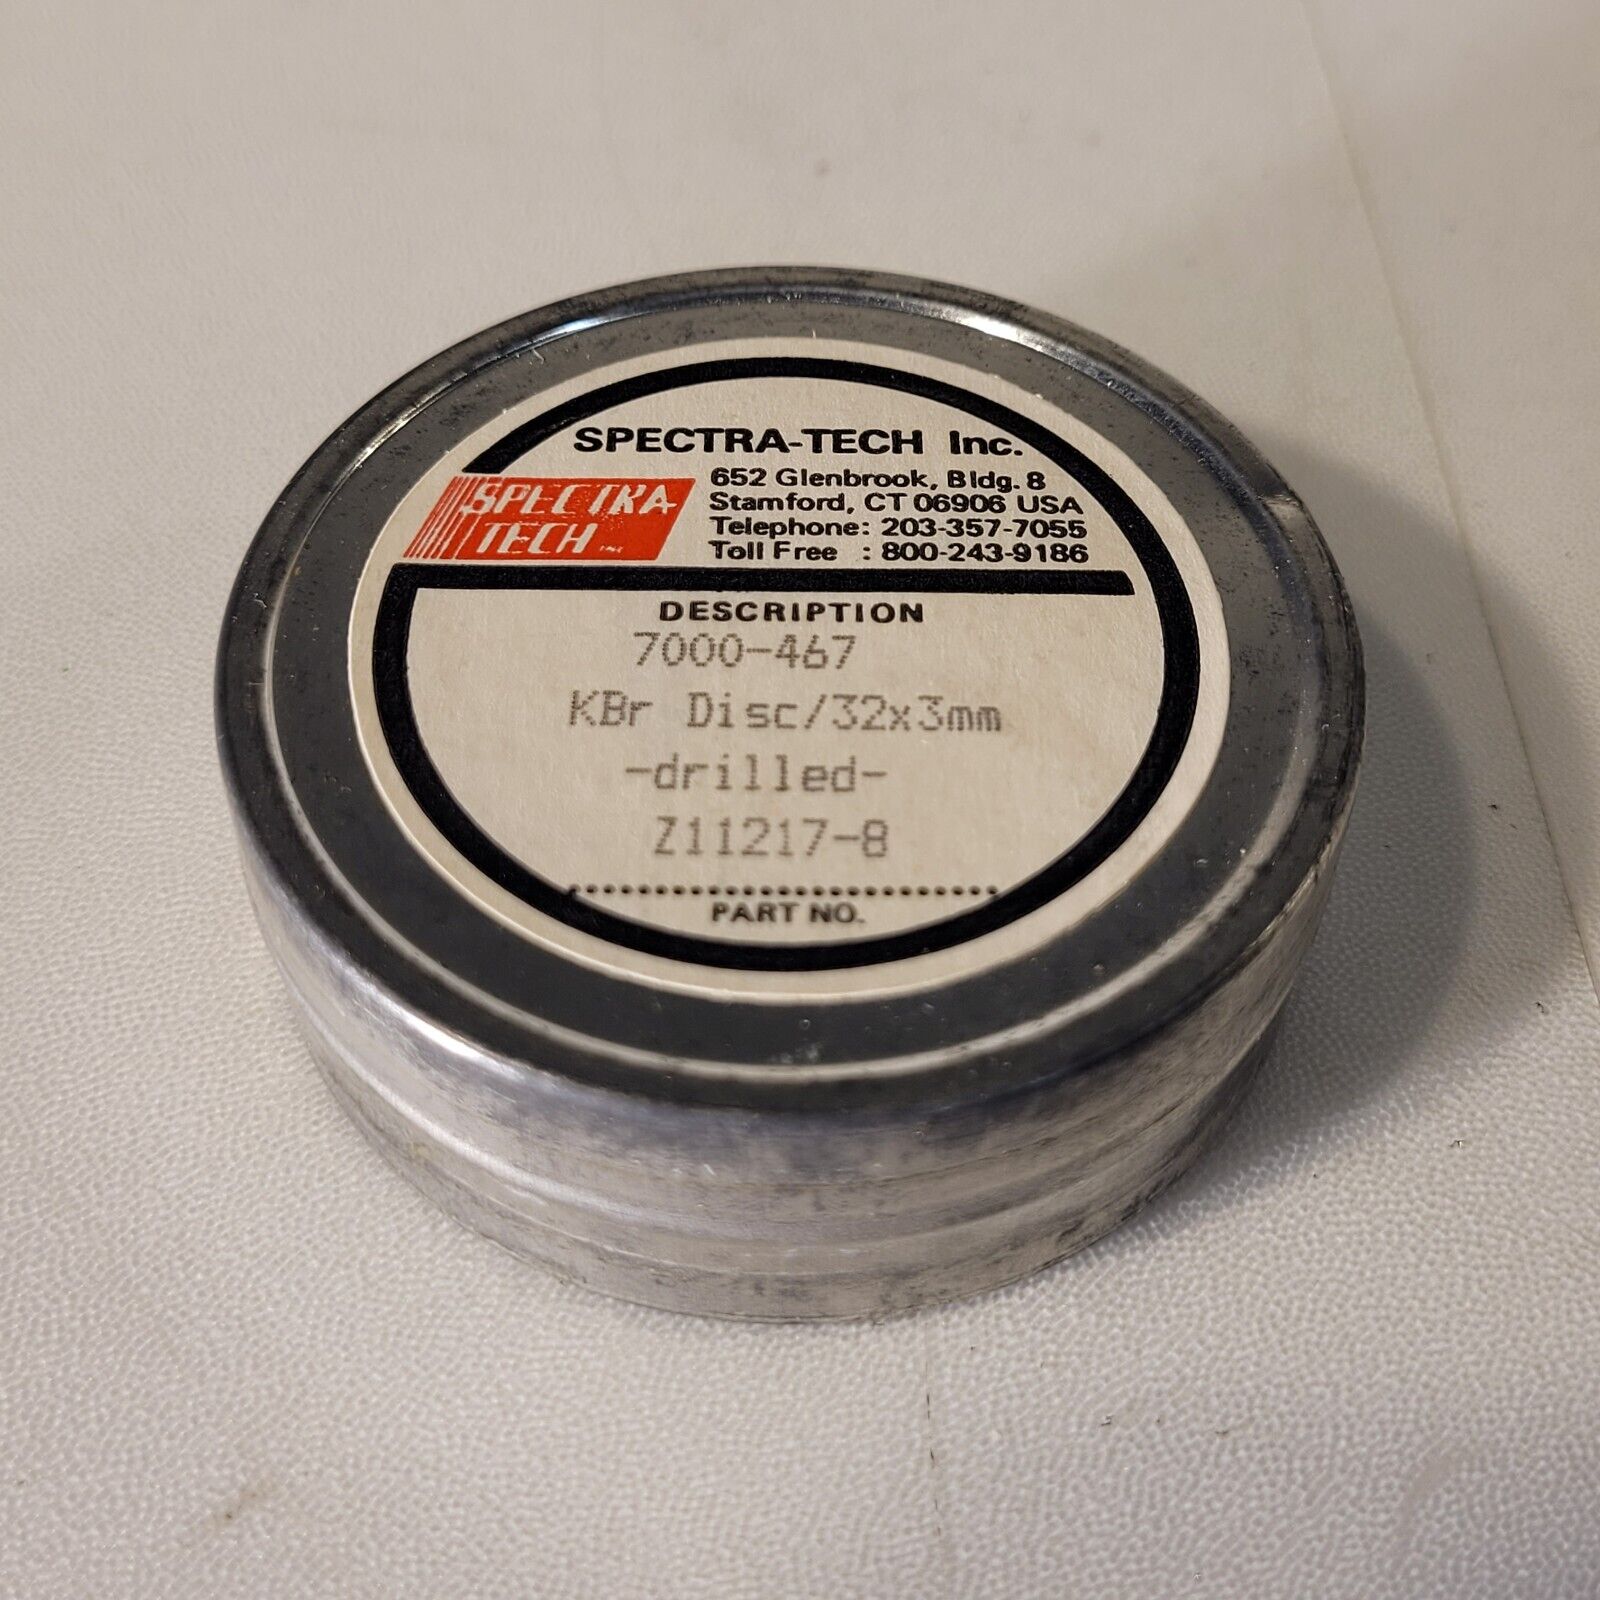 SPECTRA-TECH Inc.
SPECTRA-
TECH INC
652 Glenbrook, Bldg. 8
Stamford, CT 06906 USA
Telephone: 203-357-7055
Toll Free : 800-243-9186
DESCRIPTION
7000-467
KBr Disc/32x3mm
-drilled-
Z11217-8
PART NO.